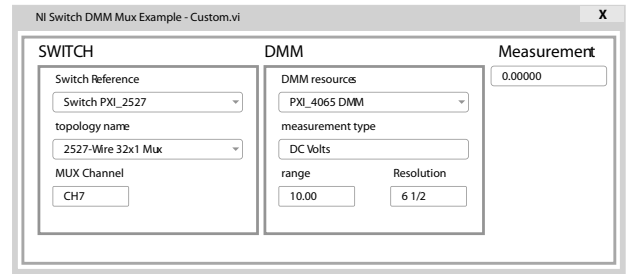 NI Switch DMM Mux Example - Custom.vi
X
SWITCH
Switch Reference
Switch PXI_2527
topology name
2527-Wire 32x1 Mux
MUX Channel
CH7
DMM
DMM resources
PXI_4065 DMM
measurement type
DC Volts
range Resolution
10.00 6 1/2
Measurement
0.00000